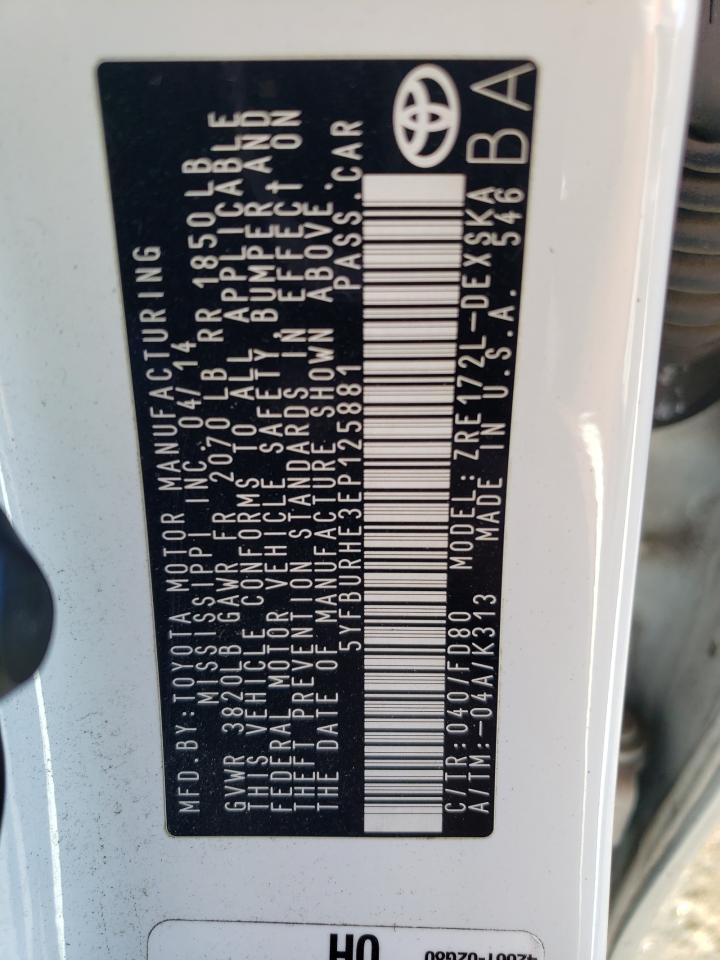 MFD.BY:TOYOTA MOTOR MANUFACTURING
MISSISSIPPI INC.04/14
GVWR 3820LB GAWR FR 2070LB RR 1850LB
THIS VEHICLE CONFORMS TO ALL APPLICABLE
FEDERAL MOTOR VEHICLE SAFETY BUMPER AND
THEFT PREVENTION STANDARDS IN EFFECT ON
THE DATE OF MANUFACTURE SHOWN ABOVE.
5YFBURHE3EP125881 PASS.CAR
C/TR:040/FD80 MODEL:ZRE172L-DEXSKA
A/TM:-04A/K313 MADE IN U.S.A. 546
BA